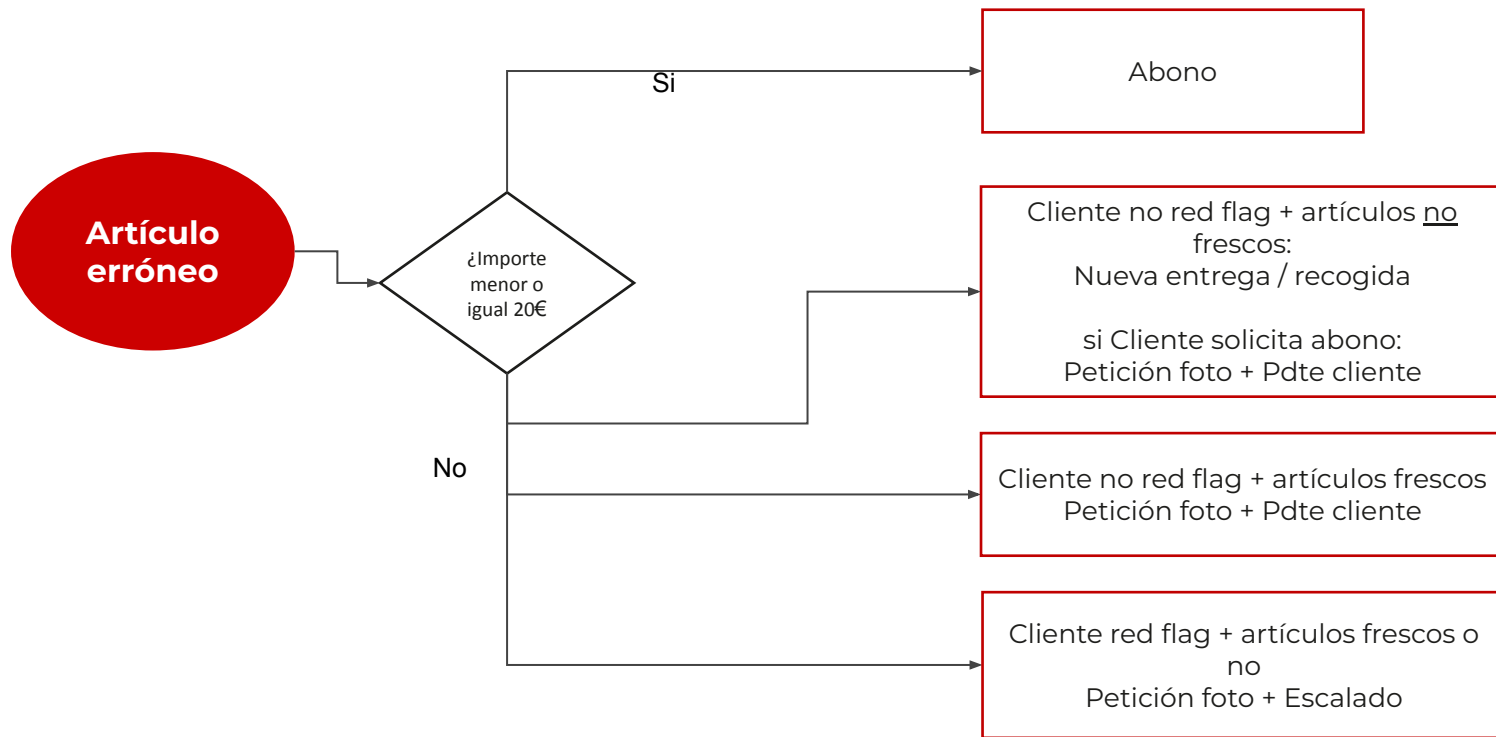 Si
Abono
Artículo
erróneo
¿Importe
menor o
igual 20€
Cliente no red flag + artículos no
frescos:
Nueva entrega / recogida
si Cliente solicita abono:
Petición foto + Pdte cliente
No
Cliente no red flag + artículos frescos
Petición foto + Pdte cliente
Cliente red flag + artículos frescos o
no
Petición foto + Escalado